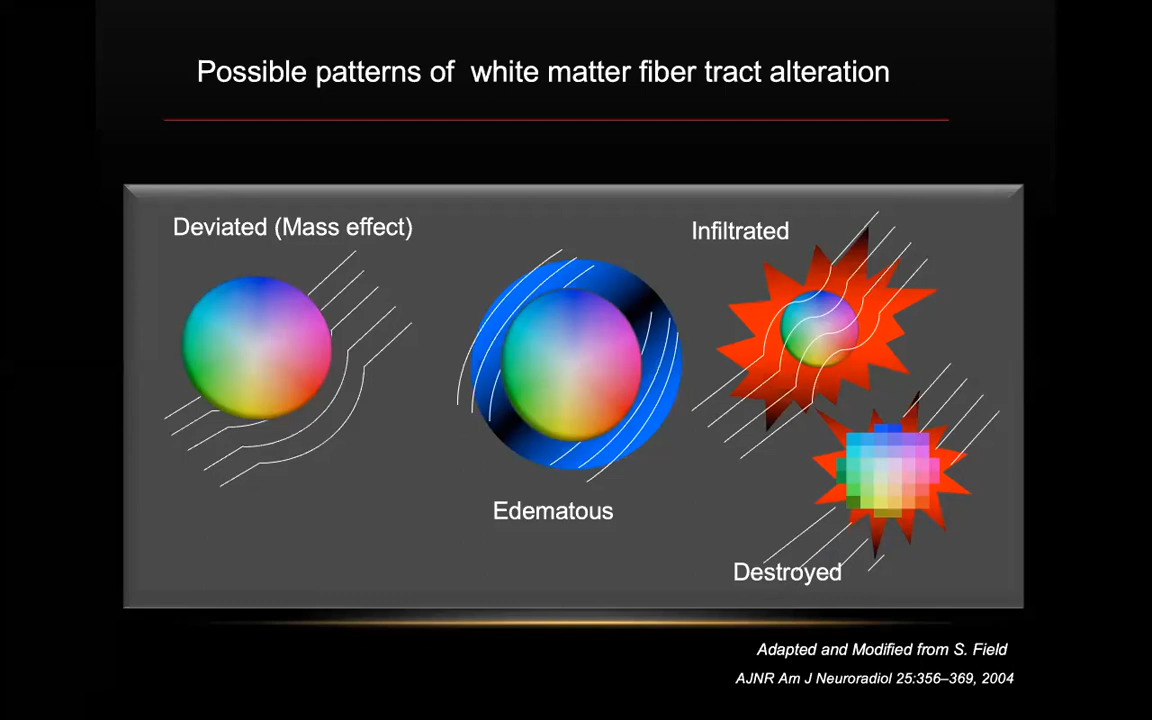 Possible patterns of  white matter fiber tract alteration
Deviated (Mass effect)
Infiltrated
Edematous
Destroyed
Adapted and Modified from S. Field
AJNR Am J Neuroradiol 25:356–369, 2004